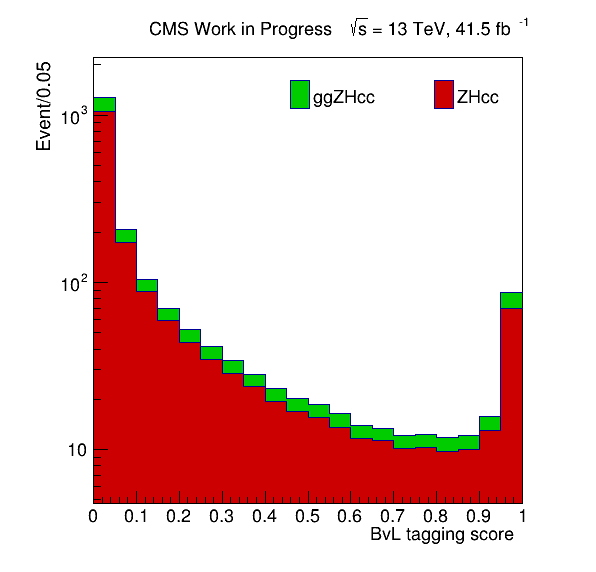 CMS Work in Progress √s = 13 TeV, 41.5 fb⁻¹
Event/0.05
ggZHcc ZHcc
10³
10²
10
0 0.1 0.2 0.3 0.4 0.5 0.6 0.7 0.8 0.9 1
BvL tagging score